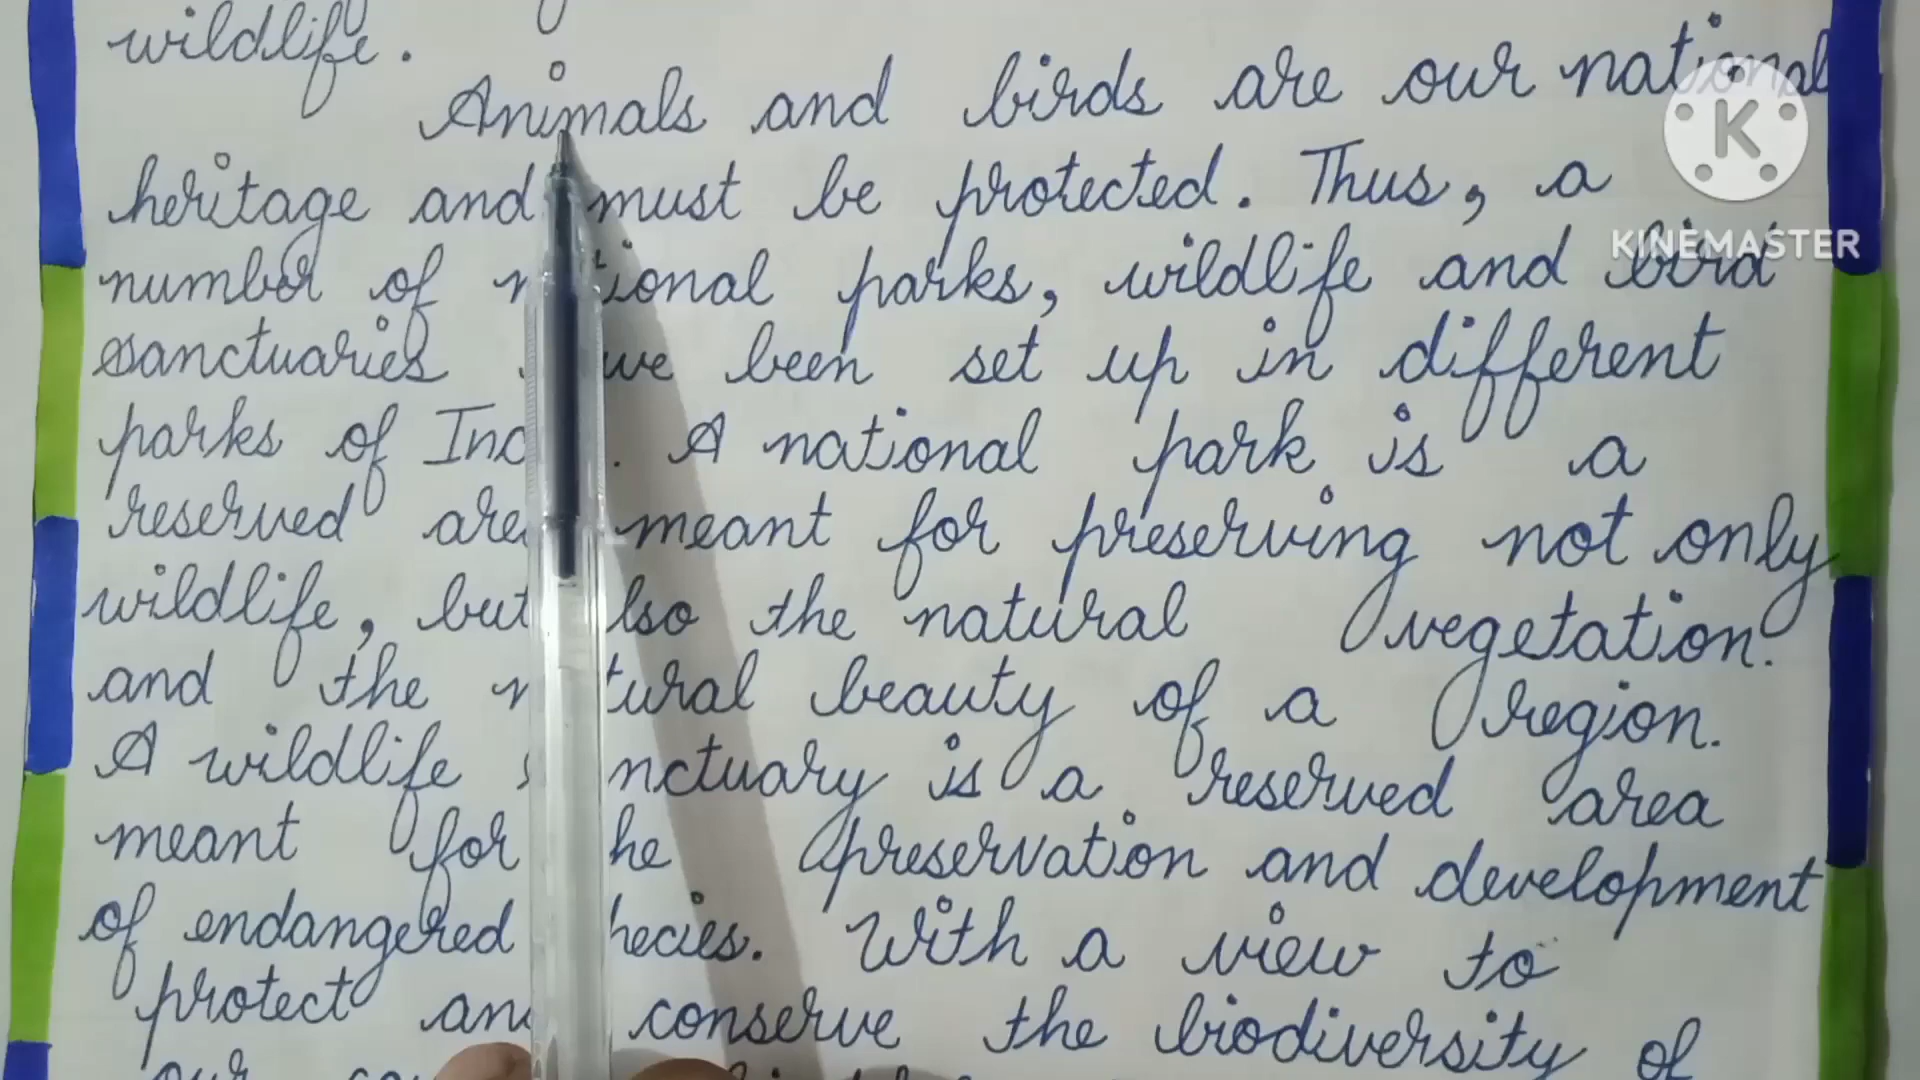 wildlife.
Animals and birds are our national
heritage and must be protected. Thus, a
number of national parks, wildlife and bird
KINEMASTER
sanctuaries have been set up in different
parks of India. A national park is a
reserved area meant for preserving not only
wildlife, but also the natural vegetation.
and the natural beauty of a region.
A wildlife sanctuary is a reserved area
meant for the preservation and development
of endangered species. With a view to
protect and conserve the biodiversity of
our